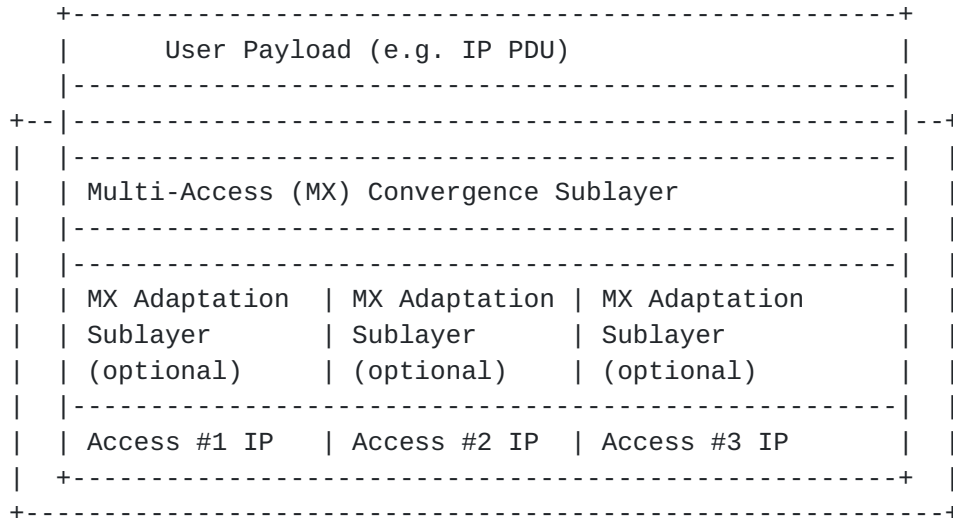 User Payload (e.g. IP PDU)
Multi-Access (MX) Convergence Sublayer
MX Adaptation | MX Adaptation | MX Adaptation
Sublayer | Sublayer | Sublayer
(optional) | (optional) | (optional)
Access #1 IP | Access #2 IP | Access #3 IP